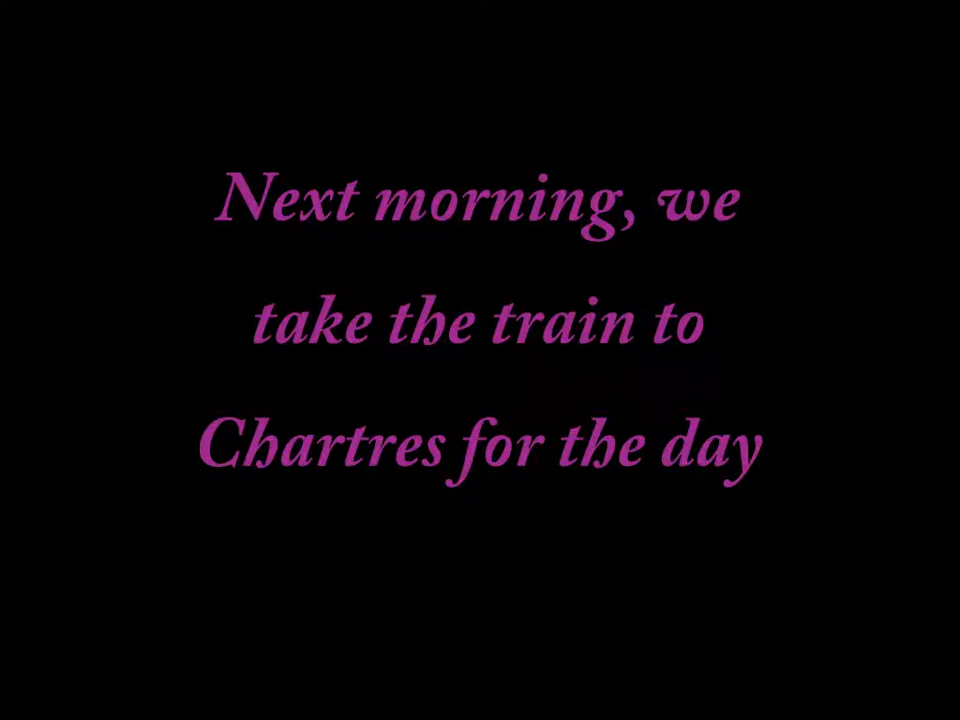 Next morning, we
take the train to
Chartres for the day